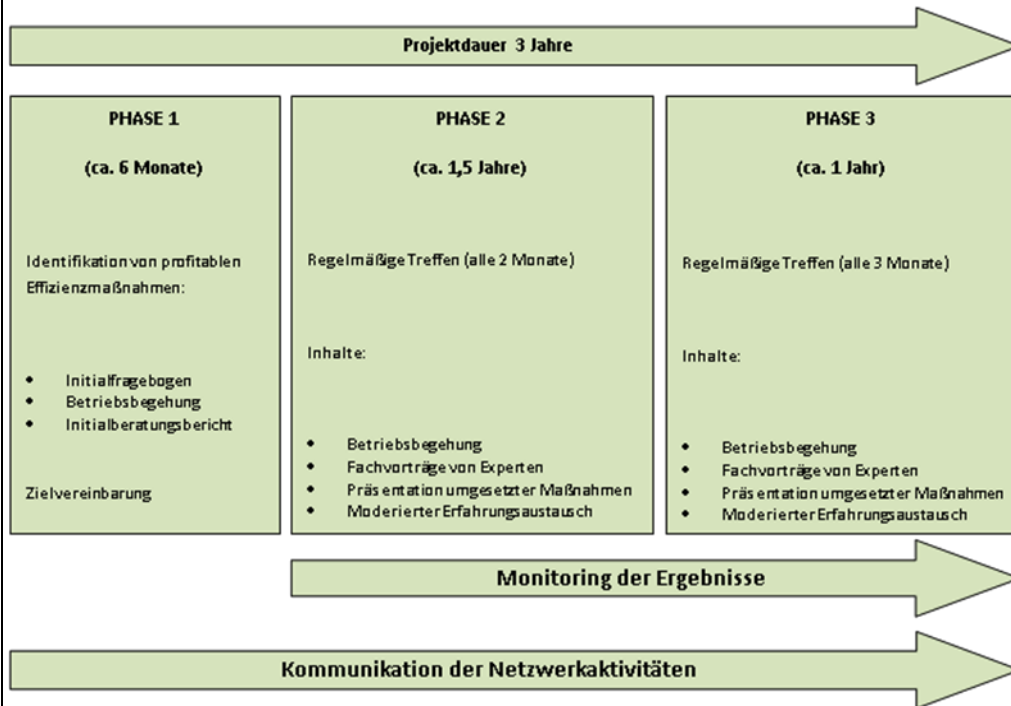 Projektdauer 3 Jahre
PHASE 1
(ca. 6 Monate)
Identifikation von profitablen
Effizienzmaßnahmen:
• Initialfragebogen
• Betriebsbegehung
• Initialberatungsbericht
Zielvereinbarung
PHASE 2
(ca. 1,5 Jahre)
Regelmäßige Treffen (alle 2 Monate)
Inhalte:
• Betriebsbegehung
• Fachvorträge von Experten
• Präsentation umgesetzter Maßnahmen
• Moderierter Erfahrungsaustausch
PHASE 3
(ca. 1 Jahr)
Regelmäßige Treffen (alle 3 Monate)
Inhalte:
• Betriebsbegehung
• Fachvorträge von Experten
• Präsentation umgesetzter Maßnahmen
• Moderierter Erfahrungsaustausch
Monitoring der Ergebnisse
Kommunikation der Netzwerkaktivitäten